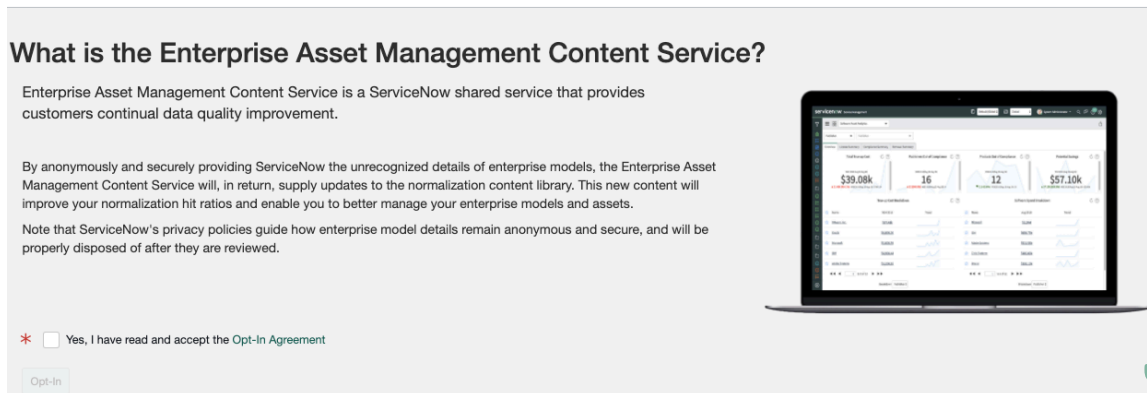 What is the Enterprise Asset Management Content Service?
Enterprise Asset Management Content Service is a ServiceNow shared service that provides
customers continual data quality improvement.
By anonymously and securely providing ServiceNow the unrecognized details of enterprise models, the Enterprise Asset
Management Content Service will, in return, supply updates to the normalization content library. This new content will
improve your normalization hit ratios and enable you to better manage your enterprise models and assets.
Note that ServiceNow's privacy policies guide how enterprise model details remain anonymous and secure, and will be
properly disposed of after they are reviewed.
servicenow
$39.08k
16
12
$57.10k
* Yes, I have read and accept the Opt-In Agreement
Opt-In